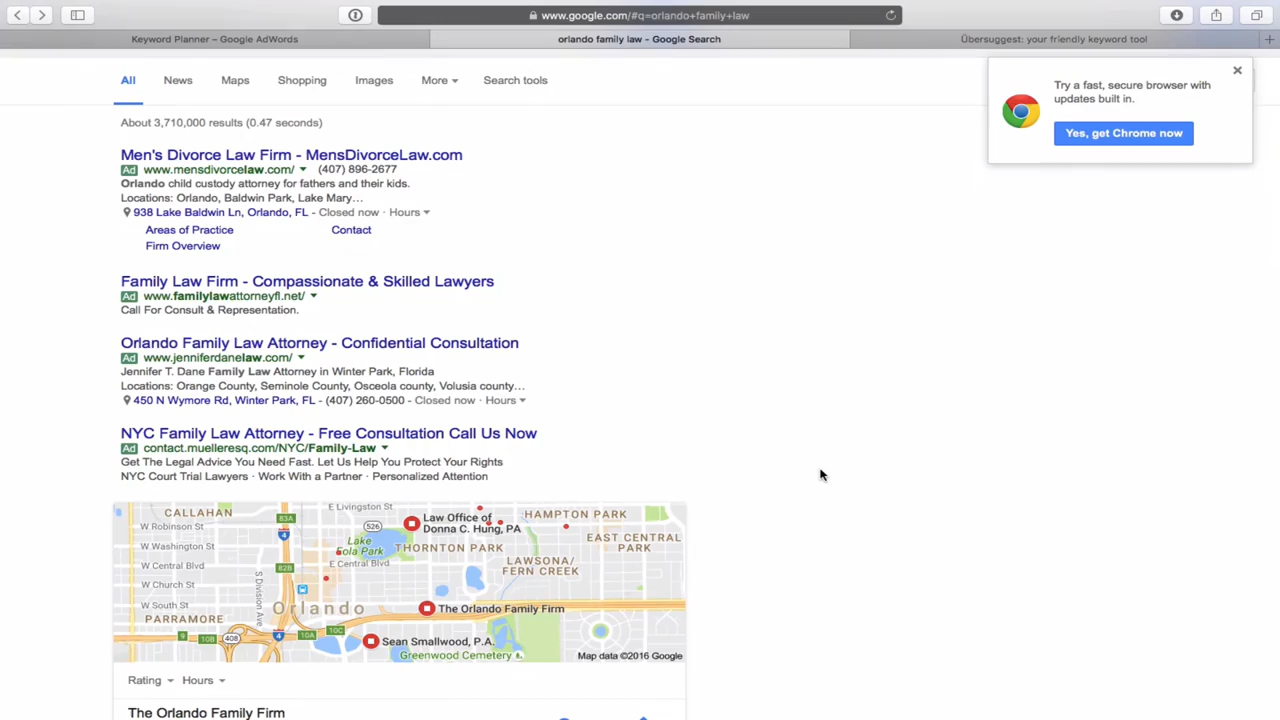 www.google.com/#q=orlando+family+law
Keyword Planner – Google AdWords
orlando family law - Google Search
Übersuggest: your friendly keyword tool
All
News
Maps
Shopping
Images
More
Search tools
Try a fast, secure browser with
updates built in.
Yes, get Chrome now
About 3,710,000 results (0.47 seconds)
Men's Divorce Law Firm - MensDivorceLaw.com
Ad www.mensdivorcelaw.com/ (407) 896-2677
Orlando child custody attorney for fathers and their kids.
Locations: Orlando, Baldwin Park, Lake Mary…
938 Lake Baldwin Ln, Orlando, FL - Closed now · Hours
Areas of Practice
Contact
Firm Overview
Family Law Firm - Compassionate & Skilled Lawyers
Ad www.familylawattorneyfl.net/
Call For Consult & Representation.
Orlando Family Law Attorney - Confidential Consultation
Ad www.jenniferdanelaw.com/
Jennifer T. Dane Family Law Attorney in Winter Park, Florida
Locations: Orange County, Seminole County, Osceola county, Volusia county…
450 N Wymore Rd, Winter Park, FL - (407) 260-0500 - Closed now · Hours
NYC Family Law Attorney - Free Consultation Call Us Now
Ad contact.muelleresq.com/NYC/Family-Law
Get The Legal Advice You Need Fast. Let Us Help You Protect Your Rights
NYC Court Trial Lawyers · Work With a Partner · Personalized Attention
E Livingston St
CALLAHAN
83A
HAMPTON PARK
W Robinson St
4
526
Law Office of
Donna C. Hung, PA
W Washington St
Lake
Eola Park
THORNTON PARK
EAST CENTRAL
PARK
W Central Blvd
82B
E Central Blvd
LAWSONA/
FERN CREEK
W Church St
S Division Ave
W South St
Orlando
The Orlando Family Firm
PARRAMORE
9
10B
408
4
10A
10C
Sean Smallwood, P.A.
Greenwood Cemetery
Map data ©2016 Google
Rating
Hours
The Orlando Family Firm